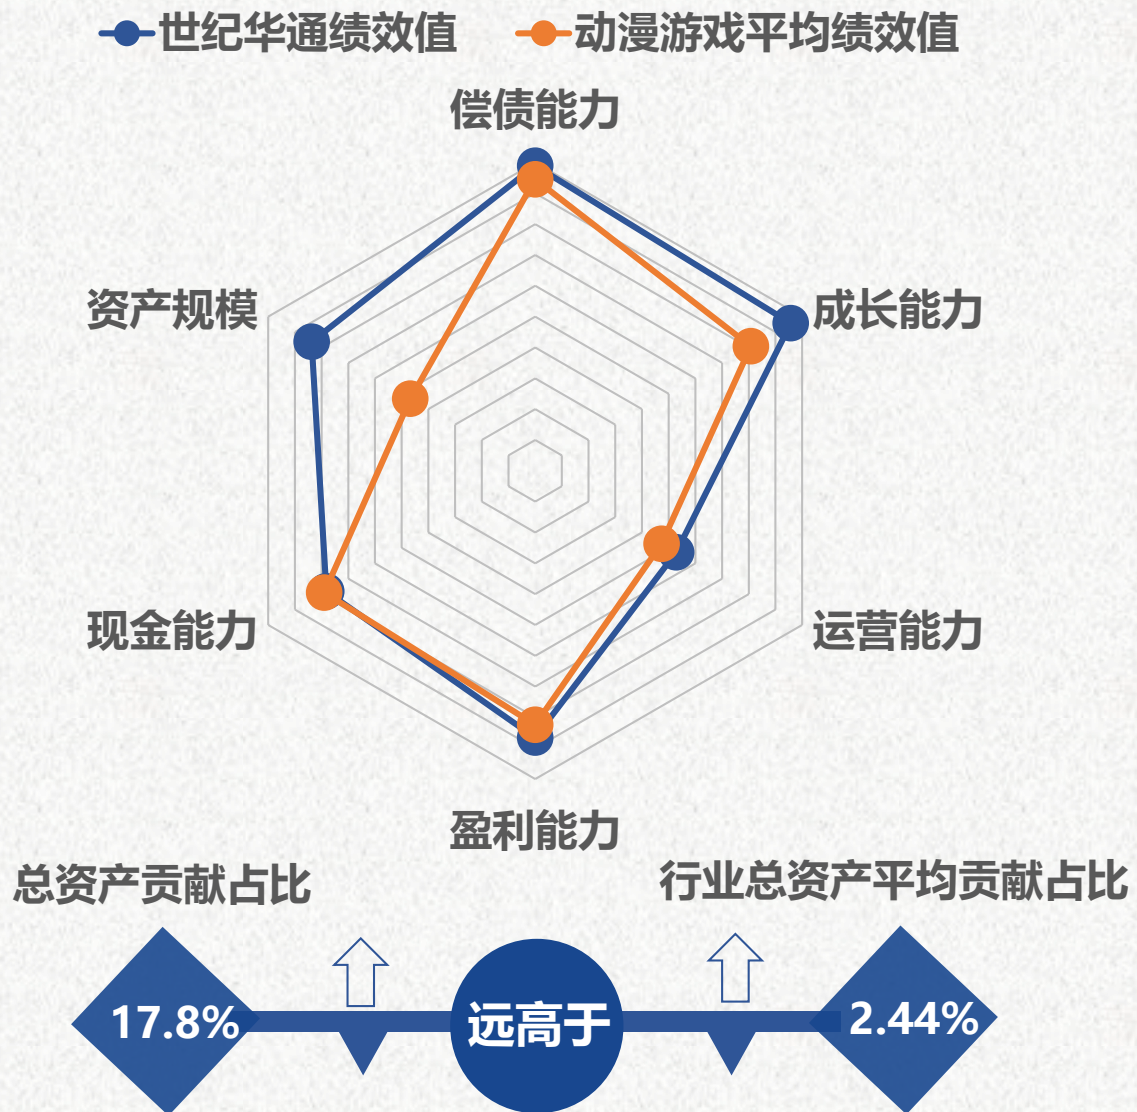 世纪华通绩效值 动漫游戏平均绩效值
偿债能力
资产规模 成长能力
现金能力 运营能力
盈利能力
总资产贡献占比 行业总资产平均贡献占比
17.8% 远高于 2.44%